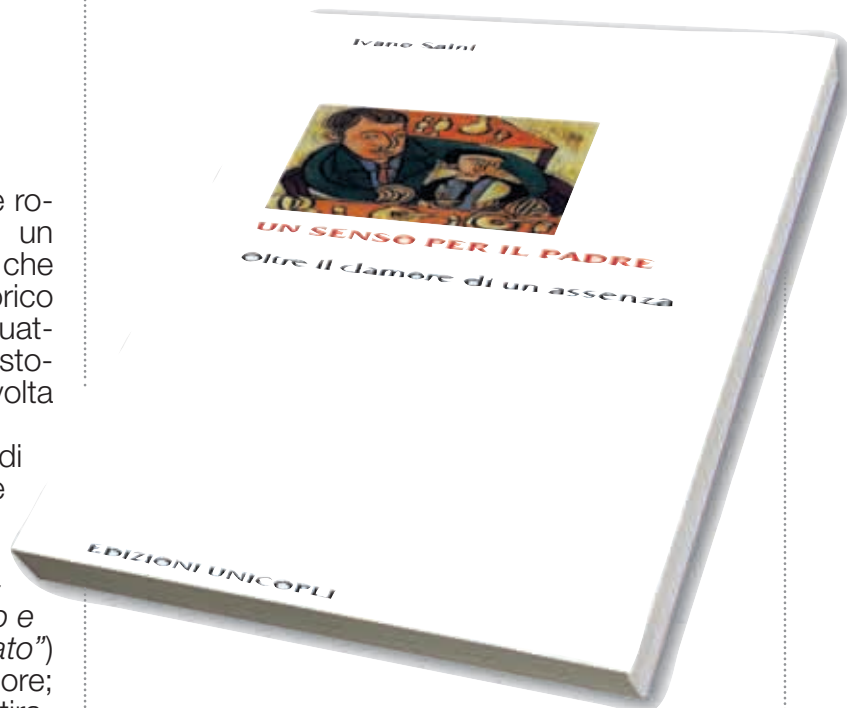 e ro-
un
che
orico
uat-
sto-
volta
di
e
o e
ato”)
ore;
Ivano Saini
UN SENSO PER IL PADRE
Oltre il clamore di un assenza
EDIZIONI UNICOPLI